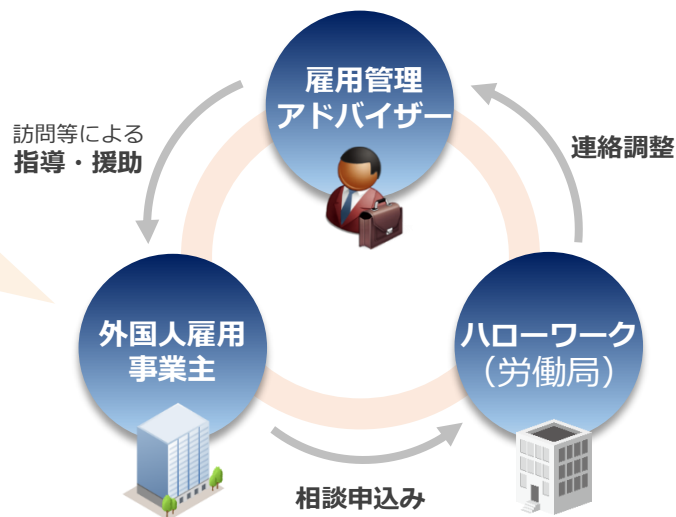 雇用管理
アドバイザー
訪問等による
指導・援助
連絡調整
外国人雇用
事業主
ハローワーク
（労働局）
相談申込み